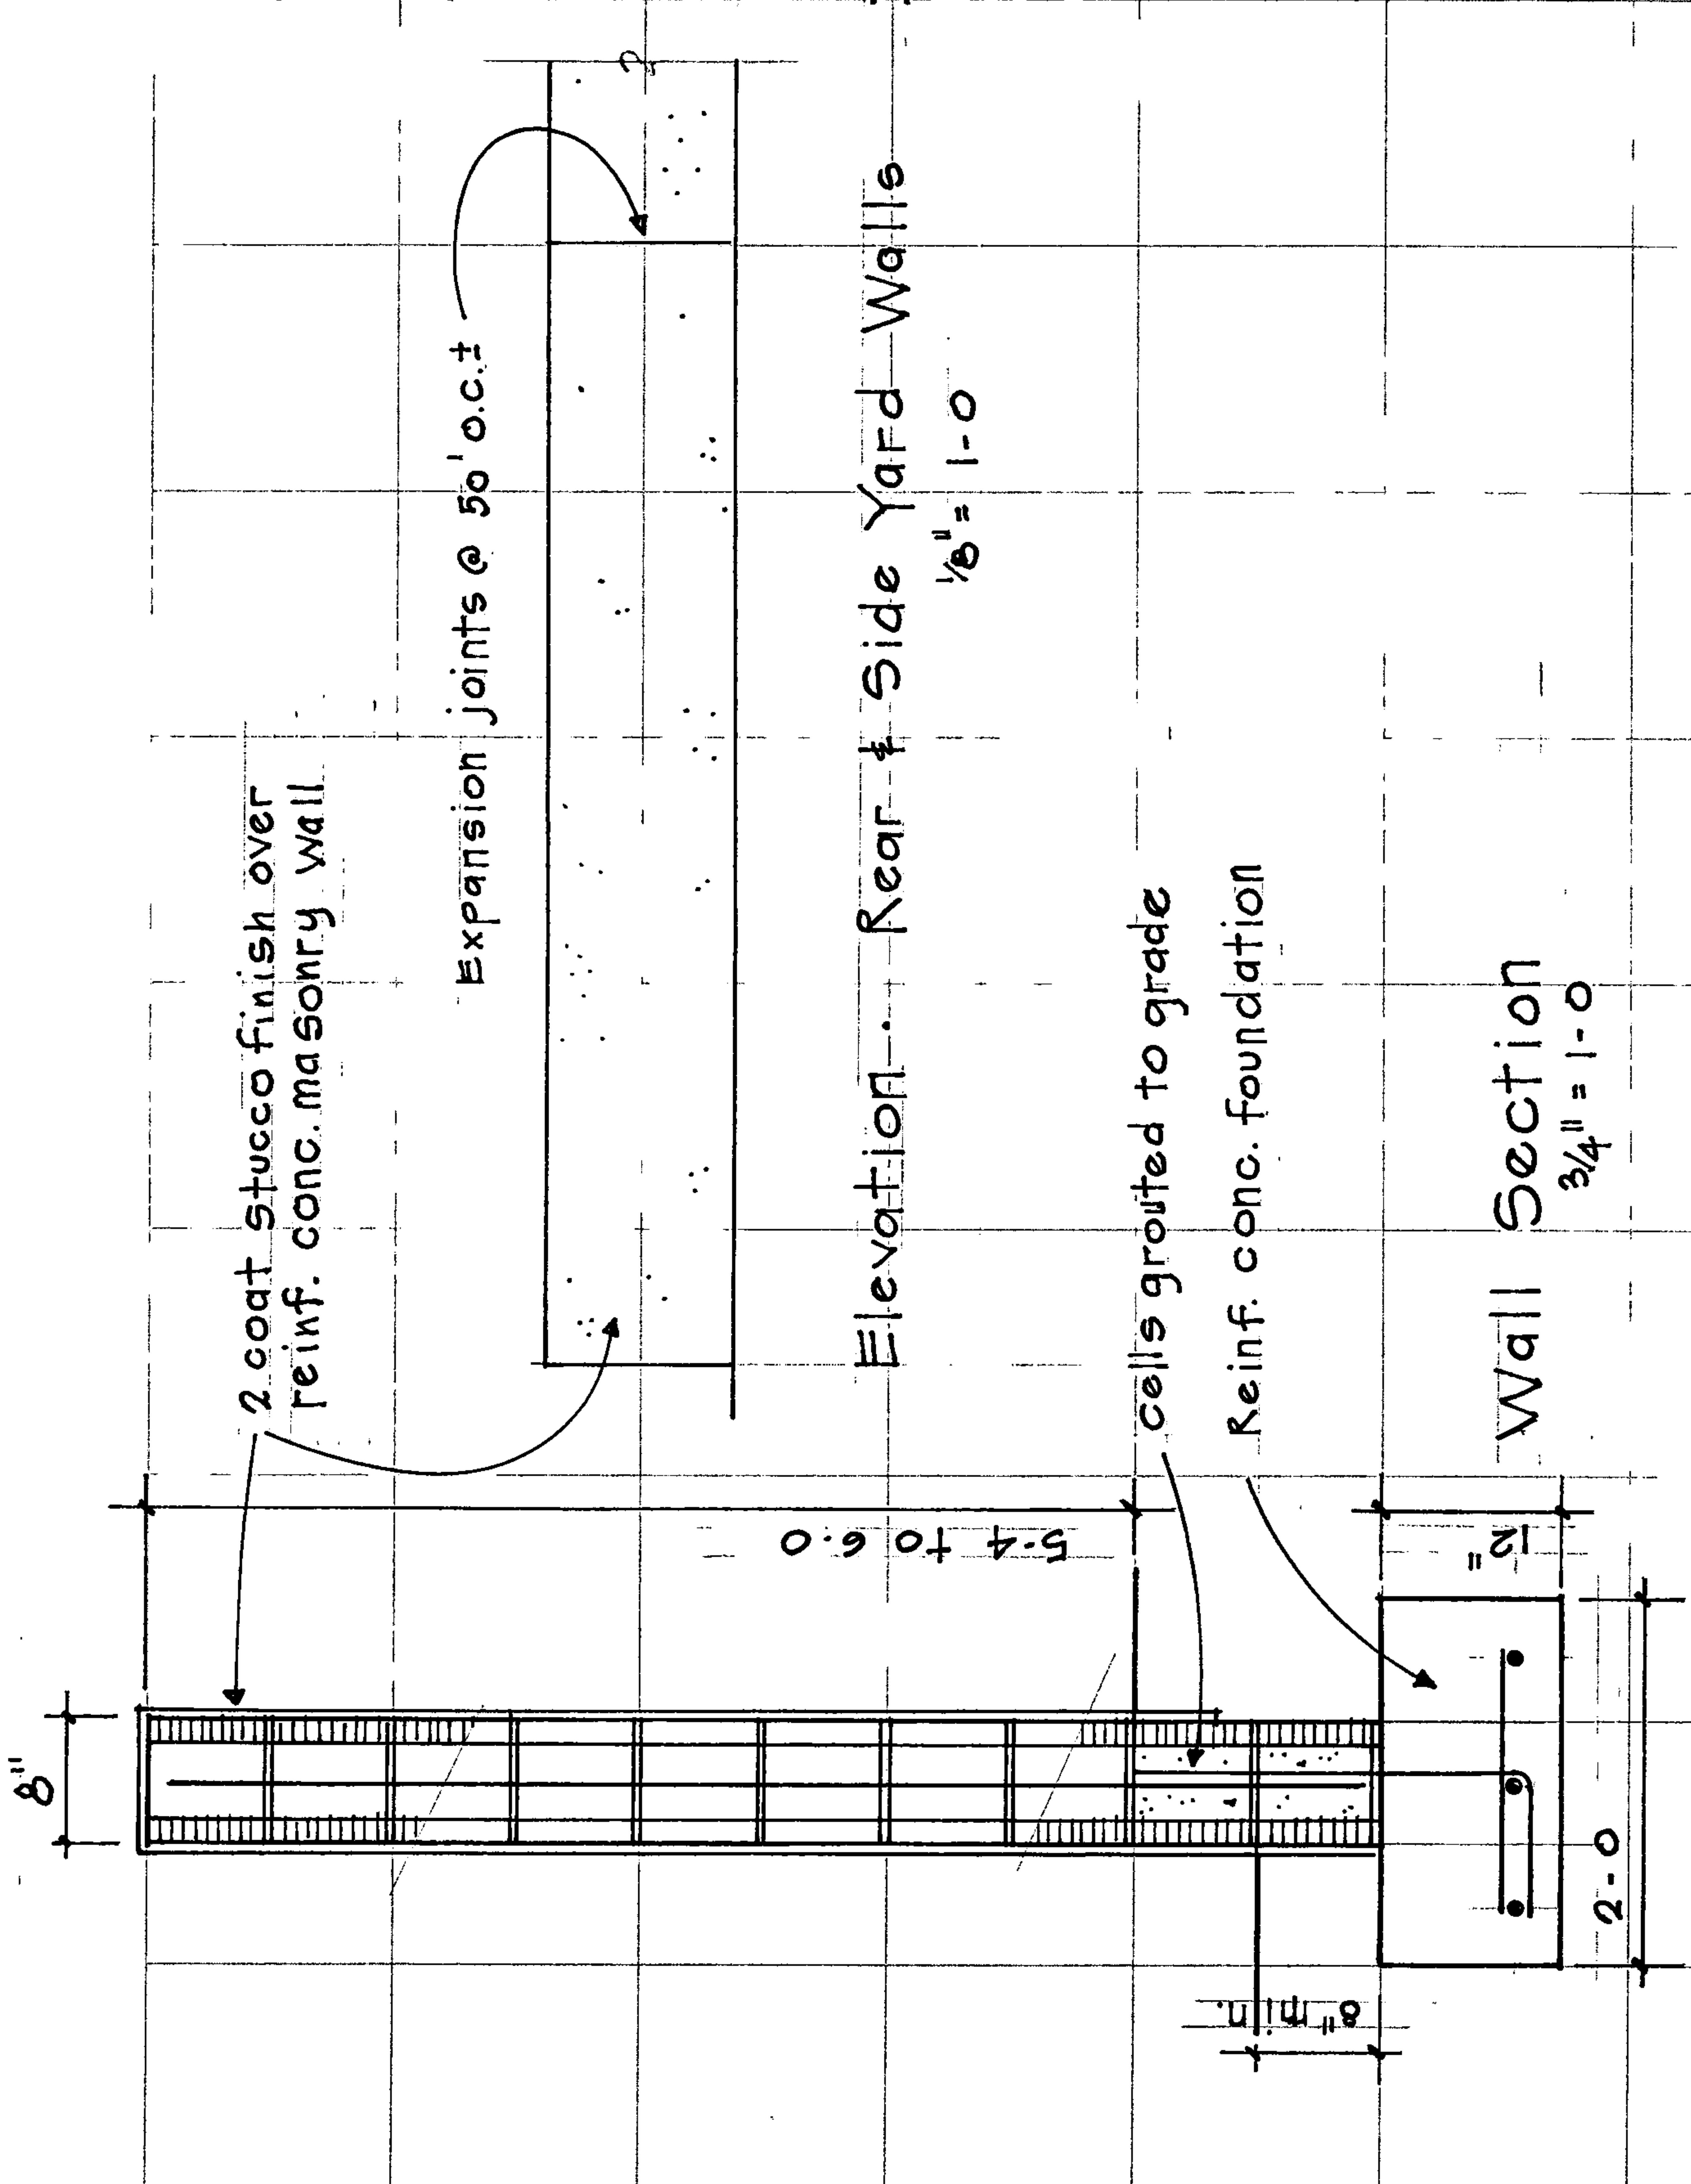 2 coat stucco finish over
reinf. conc. masonry wall
Expansion joints @ 50' o.c. ±
Elevation.. Rear & Side Yard Walls
1/8" = 1-0
8"
5-4 to 6-0
cells grouted to grade
Reinf. conc. foundation
8" min.
12"
2-0
Wall Section
3/4" = 1-0